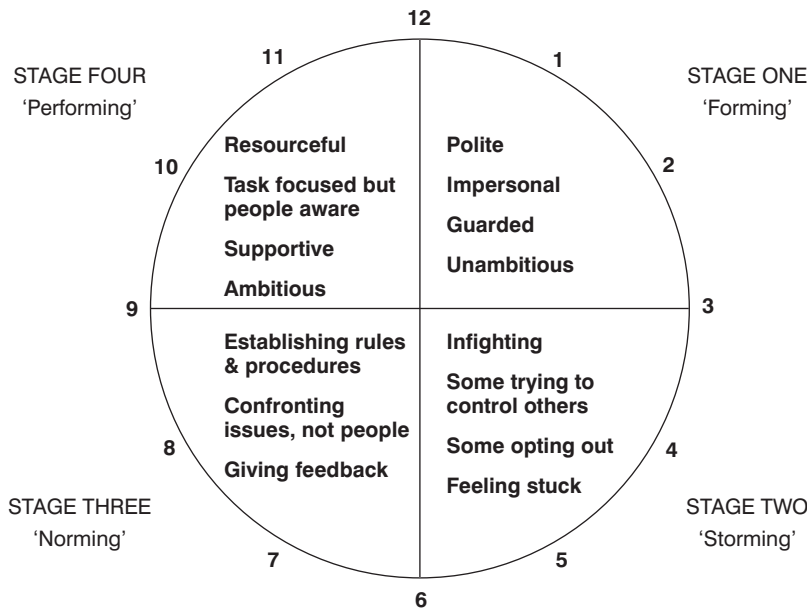 12
11
1
STAGE FOUR
'Performing'
STAGE ONE
'Forming'
10
2
Resourceful
Task focused but
people aware
Supportive
Ambitious
Polite
Impersonal
Guarded
Unambitious
9
3
Establishing rules
& procedures
Confronting
issues, not people
Giving feedback
Infighting
Some trying to
control others
Some opting out
Feeling stuck
8
4
STAGE THREE
'Norming'
STAGE TWO
'Storming'
7
5
6